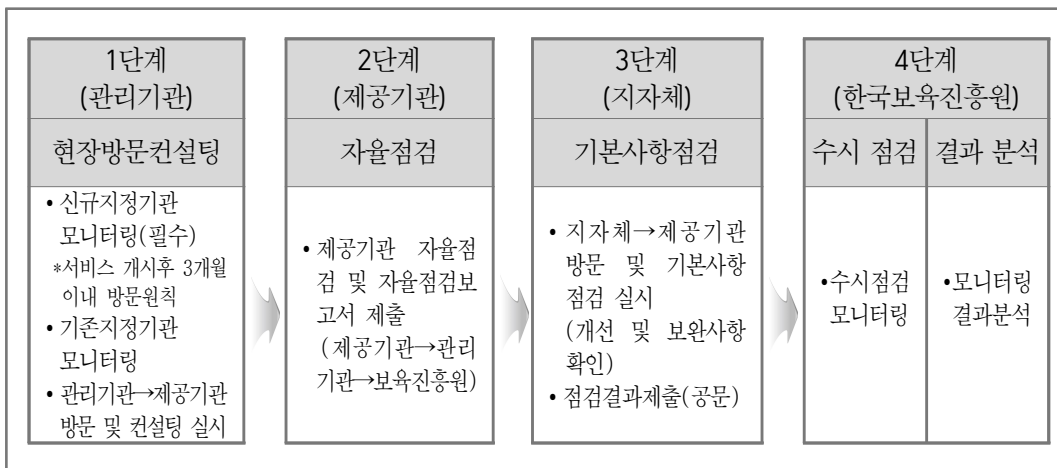 1단계
(관리기관)
현장방문컨설팅
• 신규지정기관
모니터링(필수)
*서비스 개시후 3개월
이내 방문원칙
• 기존지정기관
모니터링
• 관리기관→제공기관
방문 및 컨설팅 실시
2단계
(제공기관)
자율점검
• 제공기관 자율점
검 및 자율점검보
고서 제출
(제공기관→관리
기관→보육진흥원)
3단계
(지자체)
기본사항점검
• 지자체→제공기관
방문 및 기본사항
점검 실시
(개선 및 보완사항
확인)
• 점검결과제출(공문)
4단계
(한국보육진흥원)
수시 점검
•수시점검
모니터링
결과 분석
•모니터링
결과분석